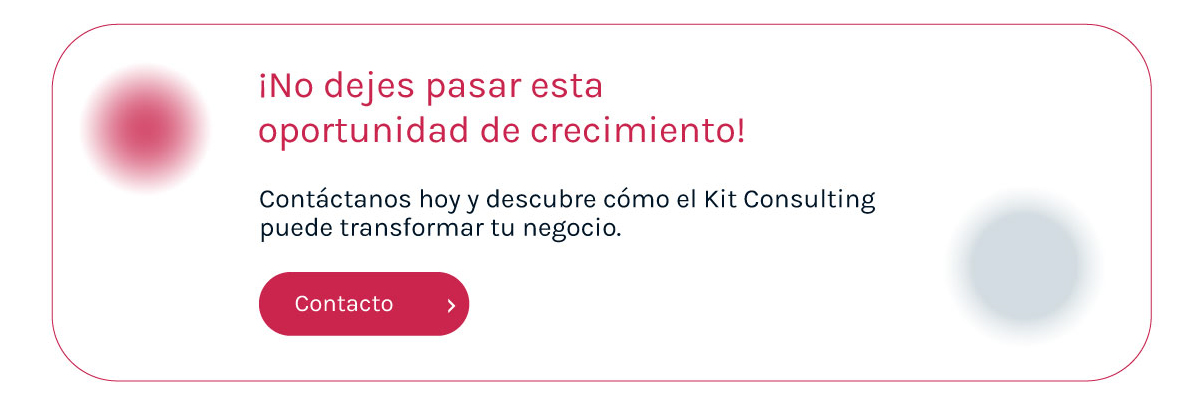 ¡No dejes pasar esta
oportunidad de crecimiento!
Contáctanos hoy y descubre cómo el Kit Consulting
puede transformar tu negocio.
Contacto ›